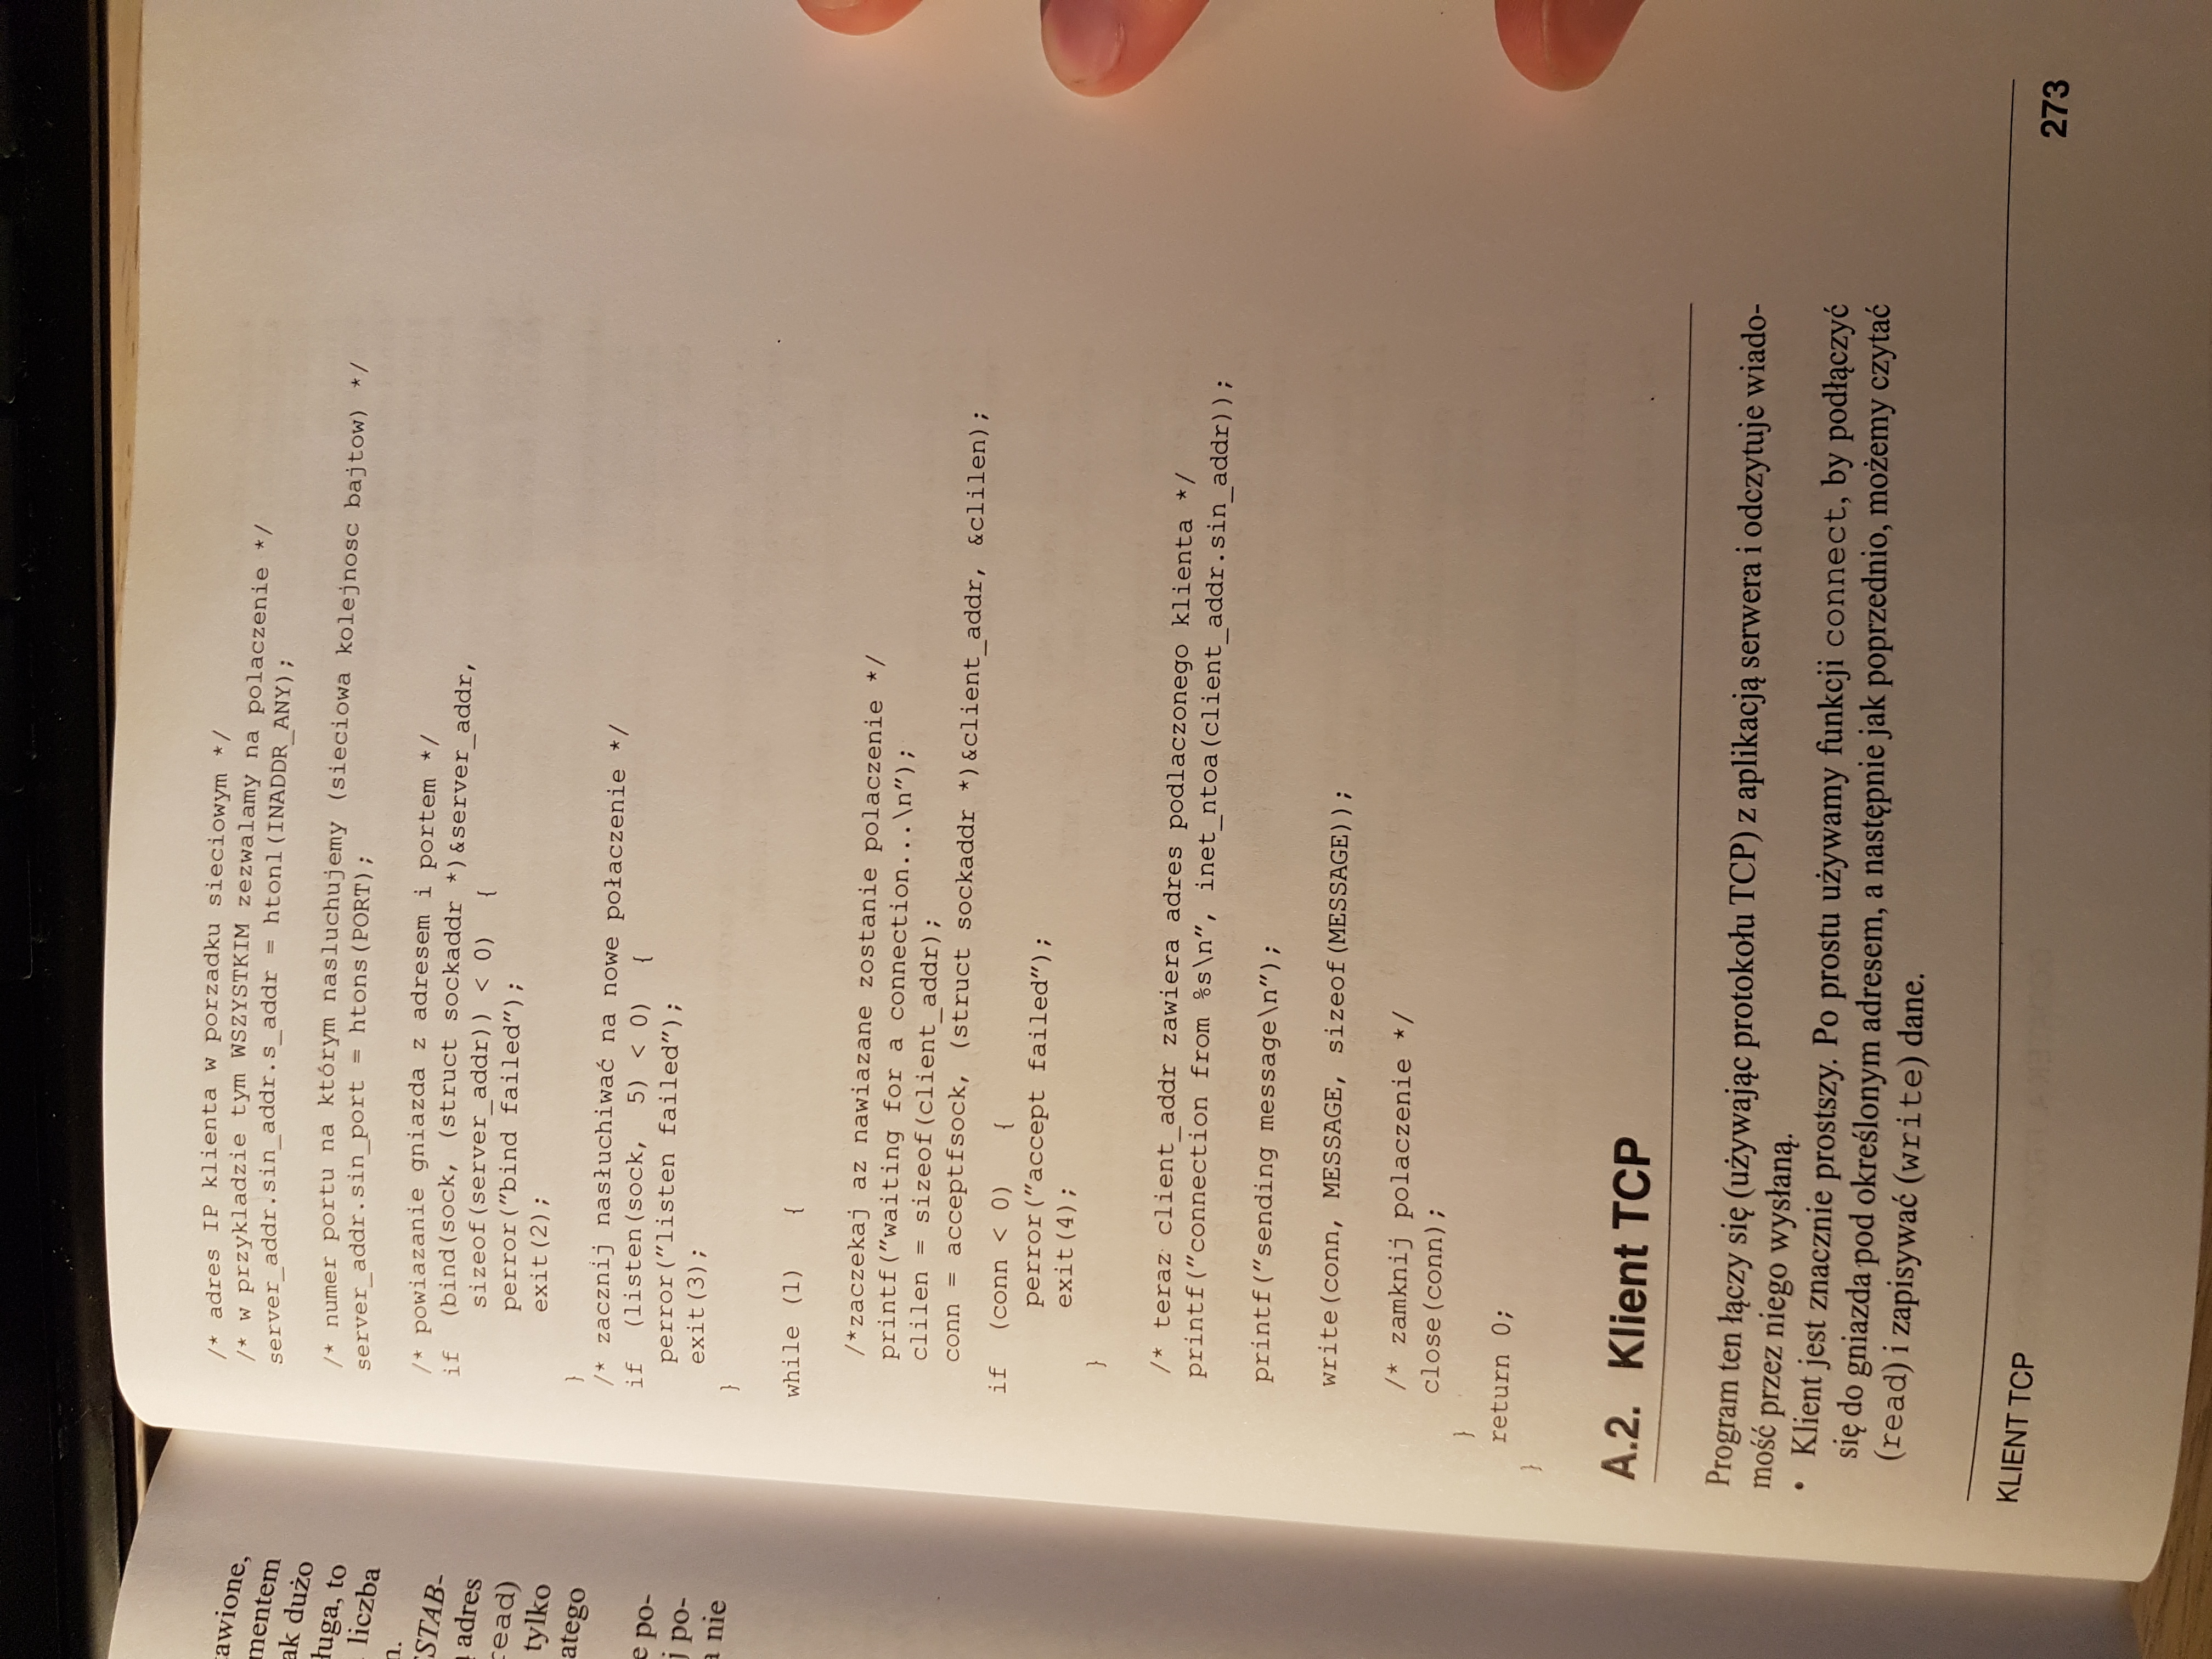 awione,
mentem
ak dużo
ługa, to
liczba
n.
STAB-
adres
read)
tylko
atego
e po-
j po-
a nie
/* adres IP klienta w porzadku sieciowym */
/* w przykladzie tym WSZYSTKIM zezwalamy na polaczenie */
server_addr.sin_addr.s_addr = htonl(INADDR_ANY);
/* numer portu na którym nasluchujemy (sieciowa kolejnosc bajtow) */
server_addr.sin_port = htons(PORT);
/* powiazanie gniazda z adresem i portem */
if (bind(sock, (struct sockaddr *)&server_addr,
sizeof(server_addr)) < 0) {
perror("bind failed");
exit(2);
}
/* zacznij nasłuchiwać na nowe połaczenie */
if (listen(sock, 5) < 0) {
perror("listen failed");
exit(3);
}
while (1) {
/*zaczekaj az nawiazane zostanie polaczenie */
printf("waiting for a connection...\n");
clilen = sizeof(client_addr);
conn = acceptfsock, (struct sockaddr *)&client_addr, &clilen);
if (conn < 0) {
perror("accept failed");
exit(4);
}
/* teraz client_addr zawiera adres podlaczonego klienta */
printf("connection from %s\n", inet_ntoa(client_addr.sin_addr));
printf("sending message\n");
write(conn, MESSAGE, sizeof(MESSAGE));
/* zamknij polaczenie */
close(conn);
}
return 0;
}
A.2. Klient TCP
Program ten łączy się (używając protokołu TCP) z aplikacją serwera i odczytuje wiado-
mość przez niego wysłaną.
• Klient jest znacznie prostszy. Po prostu używamy funkcji connect, by podłączyć
się do gniazda pod określonym adresem, a następnie jak poprzednio, możemy czytać
(read) i zapisywać (write) dane.
KLIENT TCP
273